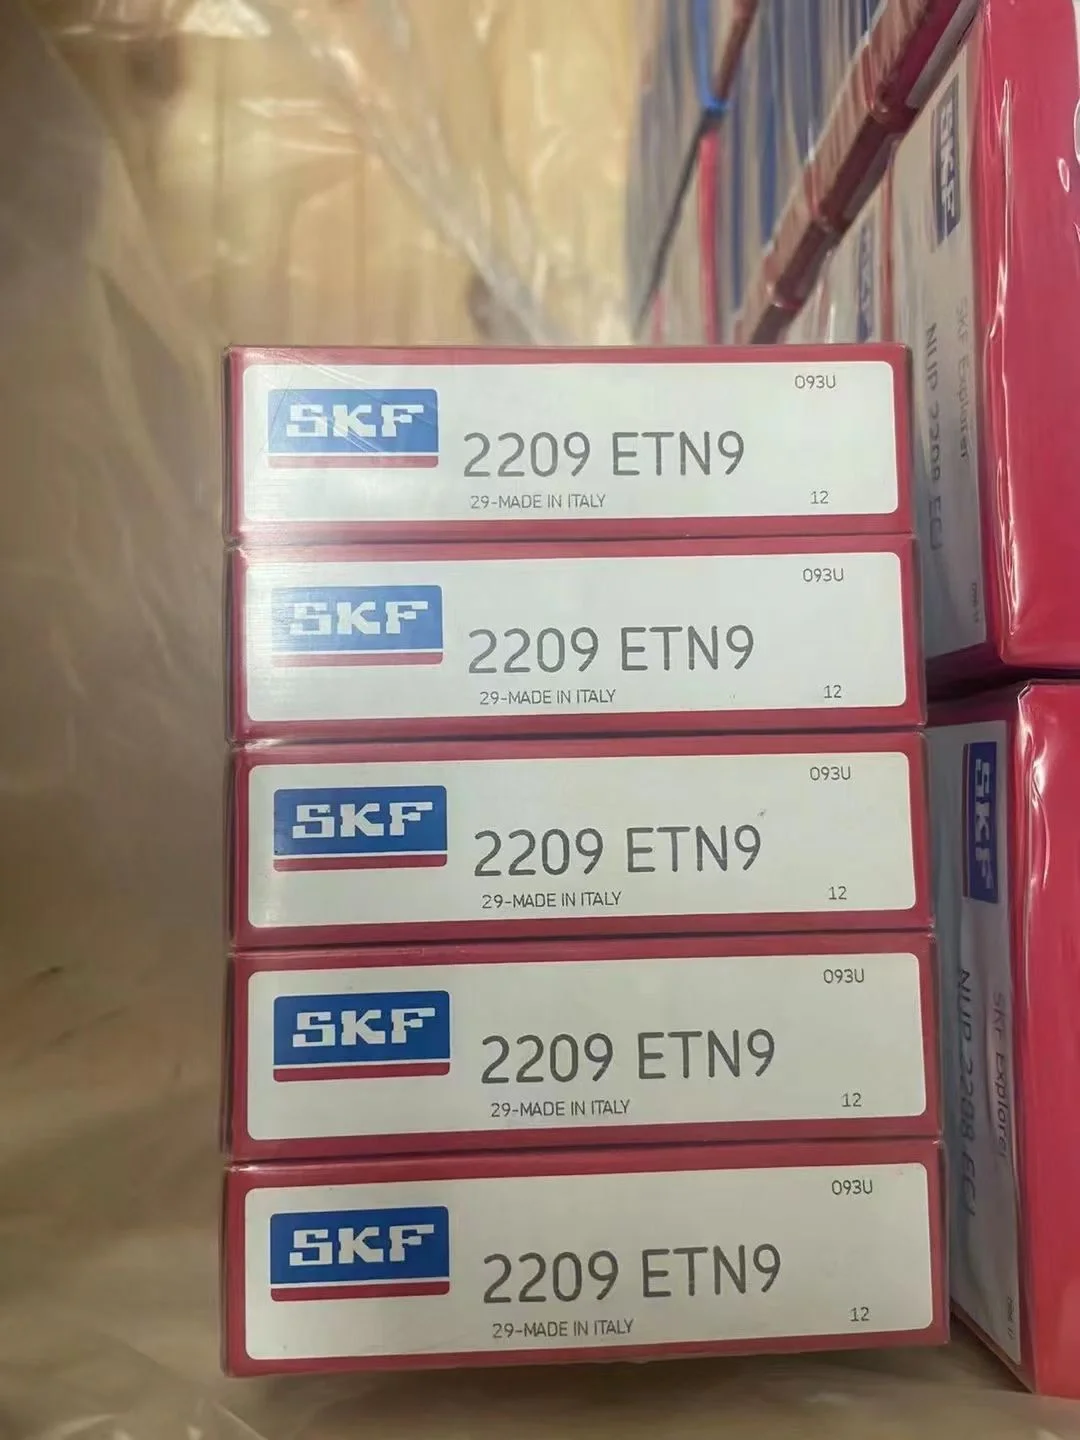 SKF
093U
2209 ETN9
29-MADE IN ITALY
12
SKF
093U
2209 ETN9
29-MADE IN ITALY
12
SKF
093U
2209 ETN9
29-MADE IN ITALY
12
SKF
093U
2209 ETN9
29-MADE IN ITALY
12
SKF
093U
2209 ETN9
29-MADE IN ITALY
12
SKF
SKF Explorer
NUP 2208 ECJ
SKF
SKF Explorer
NUP 2208 ECJ